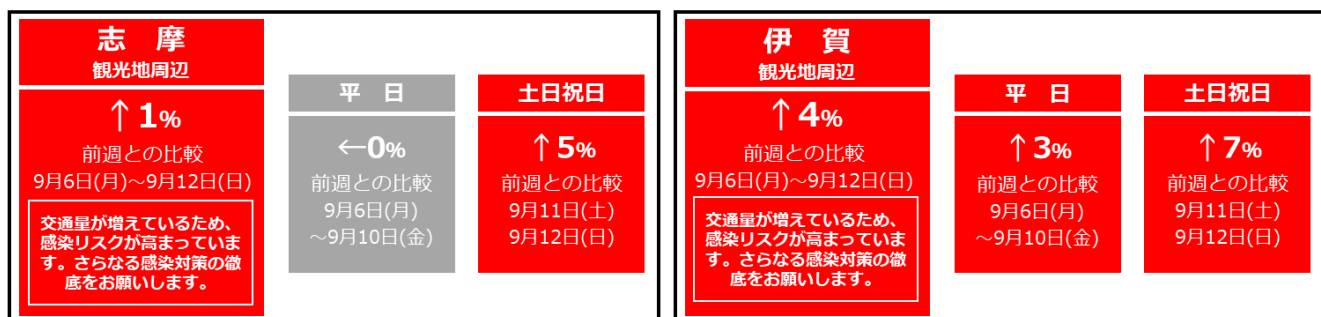 志　摩
観光地周辺
↑1%
前週との比較
9月6日(月)～9月12日(日)
交通量が増えているため、
感染リスクが高まっていま
す。さらなる感染対策の徹
底をお願いします。
平　日
←0%
前週との比較
9月6日(月)
～9月10日(金)
土日祝日
↑5%
前週との比較
9月11日(土)
9月12日(日)
伊　賀
観光地周辺
↑4%
前週との比較
9月6日(月)～9月12日(日)
交通量が増えているため、
感染リスクが高まっていま
す。さらなる感染対策の徹
底をお願いします。
平　日
↑3%
前週との比較
9月6日(月)
～9月10日(金)
土日祝日
↑7%
前週との比較
9月11日(土)
9月12日(日)